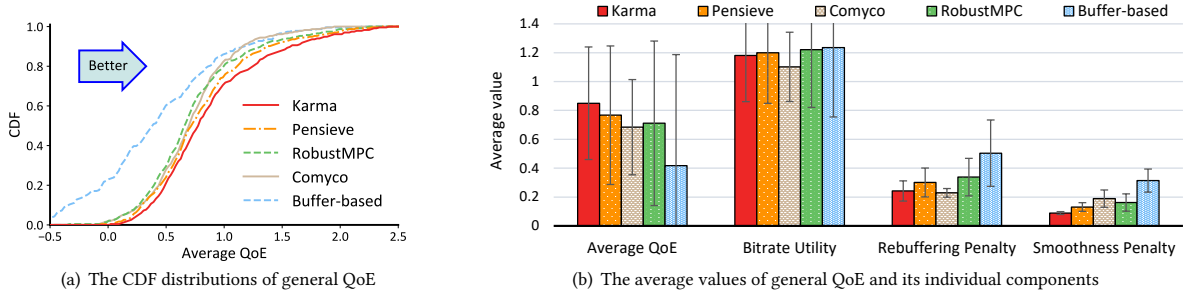 1.0
0.8
0.6
0.4
0.2
0.0
CDF
Better
Karma
Pensieve
RobustMPC
Comyco
Buffer-based
−0.5 0.0 0.5 1.0 1.5 2.0 2.5
Average QoE
(a) The CDF distributions of general QoE
Karma Pensieve Comyco RobustMPC Buffer-based
1.4
1.2
1
0.8
0.6
0.4
0.2
0
Average value
Average QoE Bitrate Utility Rebuffering Penalty Smoothness Penalty
(b) The average values of general QoE and its individual components